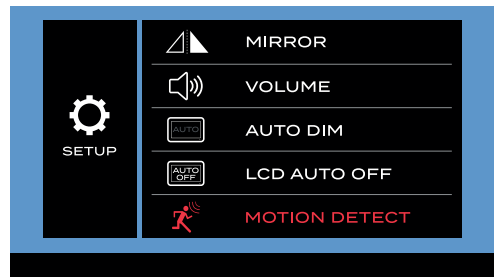 SETUP
MIRROR
VOLUME
AUTO
AUTO DIM
AUTO
OFF
LCD AUTO OFF
MOTION DETECT